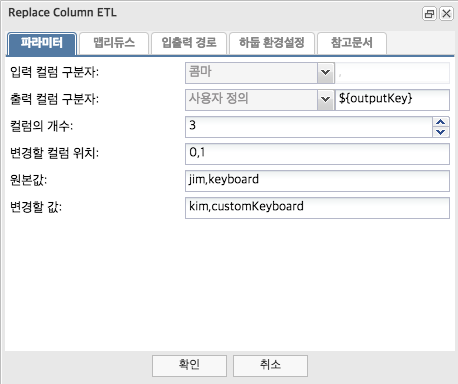 Replace Column ETL
파라미터 맵리듀스 입출력 경로 하둡 환경설정 참고문서
입력 컬럼 구분자: 콤마 ,
출력 컬럼 구분자: 사용자 정의 ${outputKey}
컬럼의 개수: 3
변경할 컬럼 위치: 0,1
원본값: jim,keyboard
변경할 값: kim,customKeyboard
확인 취소